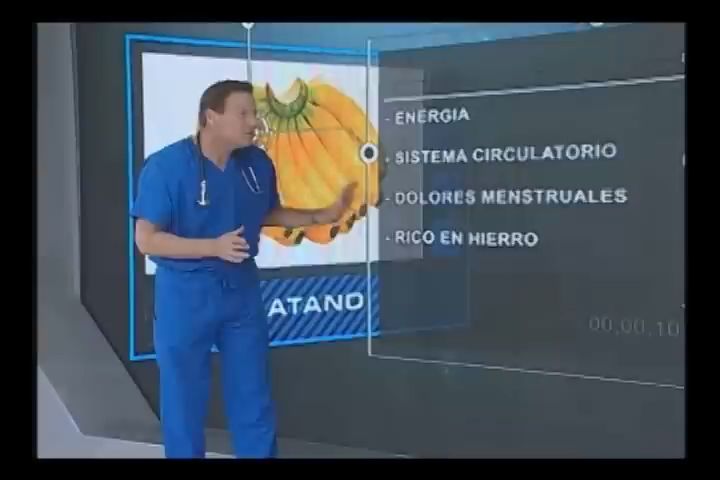 - ENERGIA
- SISTEMA CIRCULATORIO
- DOLORES MENSTRUALES
- RICO EN HIERRO
ATANO
00,00,10